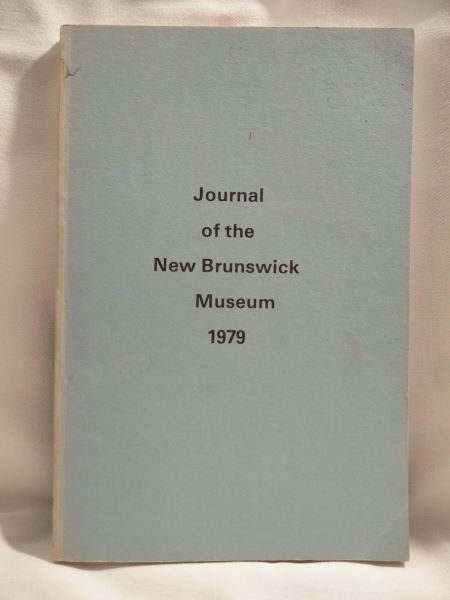 Journal
of the
New Brunswick
Museum
1979